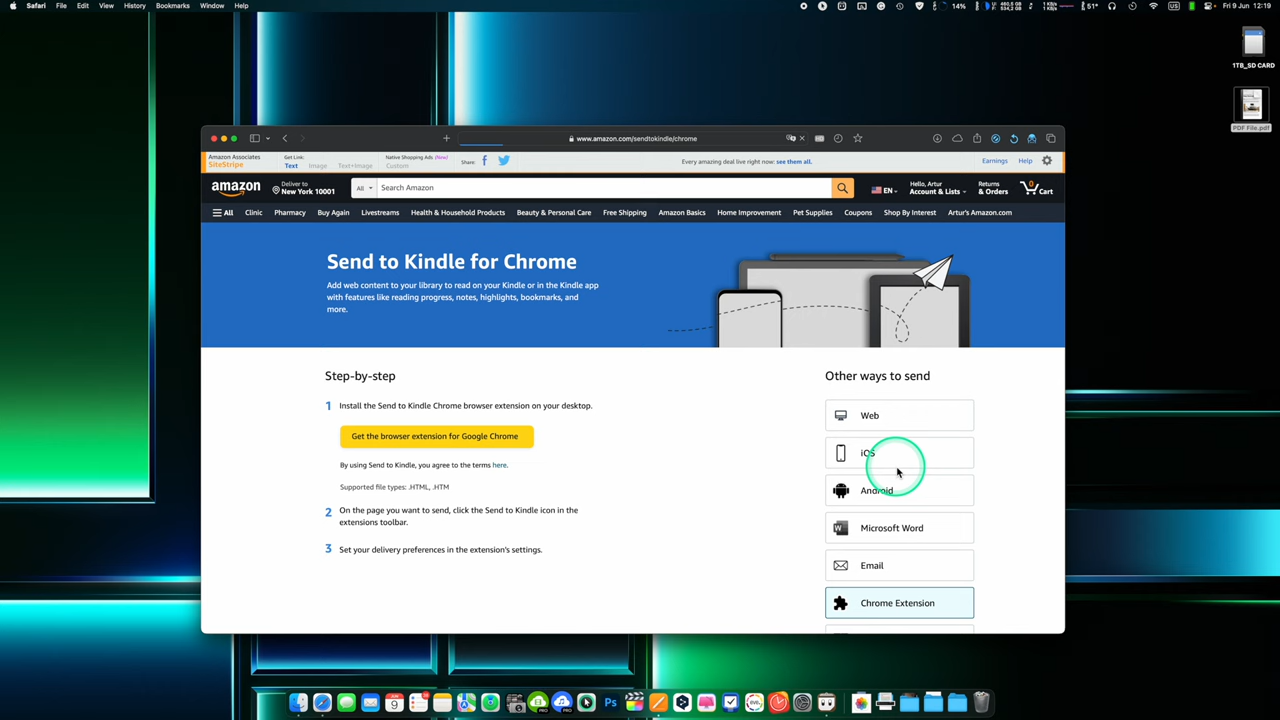 Safari File Edit View History Bookmarks Window Help
14%
51°
US
Fri 9 Jun 12:19
1TB_SD CARD
PDF File.pdf
www.amazon.com/sendtokindle/chrome
Amazon Associates
SiteStripe
Get Link:
Text Image Text+Image
Native Shopping Ads (New)
Custom
Share:
Every amazing deal live right now: see them all.
Earnings Help
amazon
Deliver to
New York 10001
All
Search Amazon
EN
Hello, Artur
Account & Lists
Returns
& Orders
0
Cart
All Clinic Pharmacy Buy Again Livestreams Health & Household Products Beauty & Personal Care Free Shipping Amazon Basics Home Improvement Pet Supplies Coupons Shop By Interest Artur's Amazon.com
Send to Kindle for Chrome
Add web content to your library to read on your Kindle or in the Kindle app
with features like reading progress, notes, highlights, bookmarks, and
more.
Step-by-step
1 Install the Send to Kindle Chrome browser extension on your desktop.
Get the browser extension for Google Chrome
By using Send to Kindle, you agree to the terms here.
Supported file types: .HTML, .HTM
2 On the page you want to send, click the Send to Kindle icon in the
extensions toolbar.
3 Set your delivery preferences in the extension's settings.
Other ways to send
Web
iOS
Android
Microsoft Word
Email
Chrome Extension
JUN
9
PRO
PRO
Ps